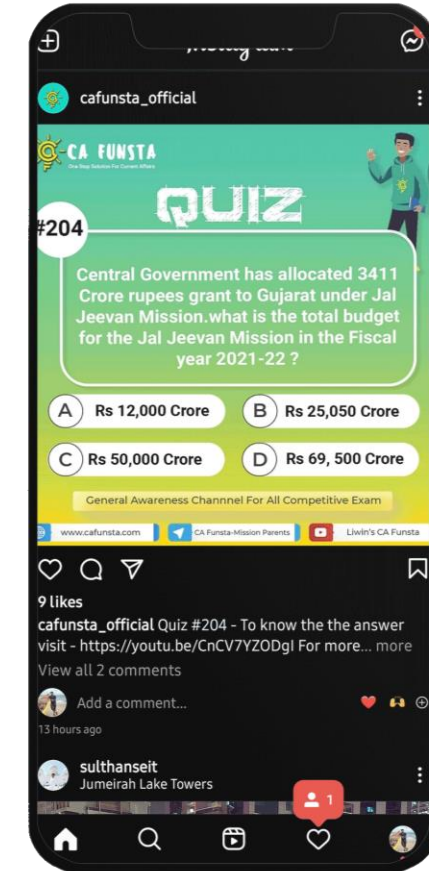 cafunsta_official
CA FUNSTA
One Stop Solution For Current Affairs
QUIZ
#204
Central Government has allocated 3411
Crore rupees grant to Gujarat under Jal
Jeevan Mission.what is the total budget
for the Jal Jeevan Mission in the Fiscal
year 2021-22 ?
A Rs 12,000 Crore
B Rs 25,050 Crore
C Rs 50,000 Crore
D Rs 69, 500 Crore
General Awareness Channnel For All Competitive Exam
www.cafunsta.com
CA Funsta-Mission Parents
Liwin's CA Funsta
9 likes
cafunsta_official Quiz #204 - To know the the answer
visit - https://youtu.be/CnCV7YZODgI For more... more
View all 2 comments
Add a comment...
13 hours ago
sulthanseit
Jumeirah Lake Towers
1